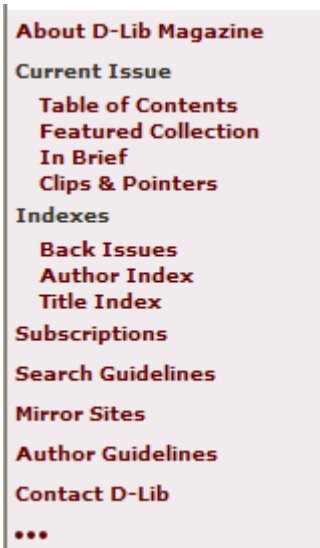 About D-Lib Magazine
Current Issue
Table of Contents
Featured Collection
In Brief
Clips & Pointers
Indexes
Back Issues
Author Index
Title Index
Subscriptions
Search Guidelines
Mirror Sites
Author Guidelines
Contact D-Lib
•••